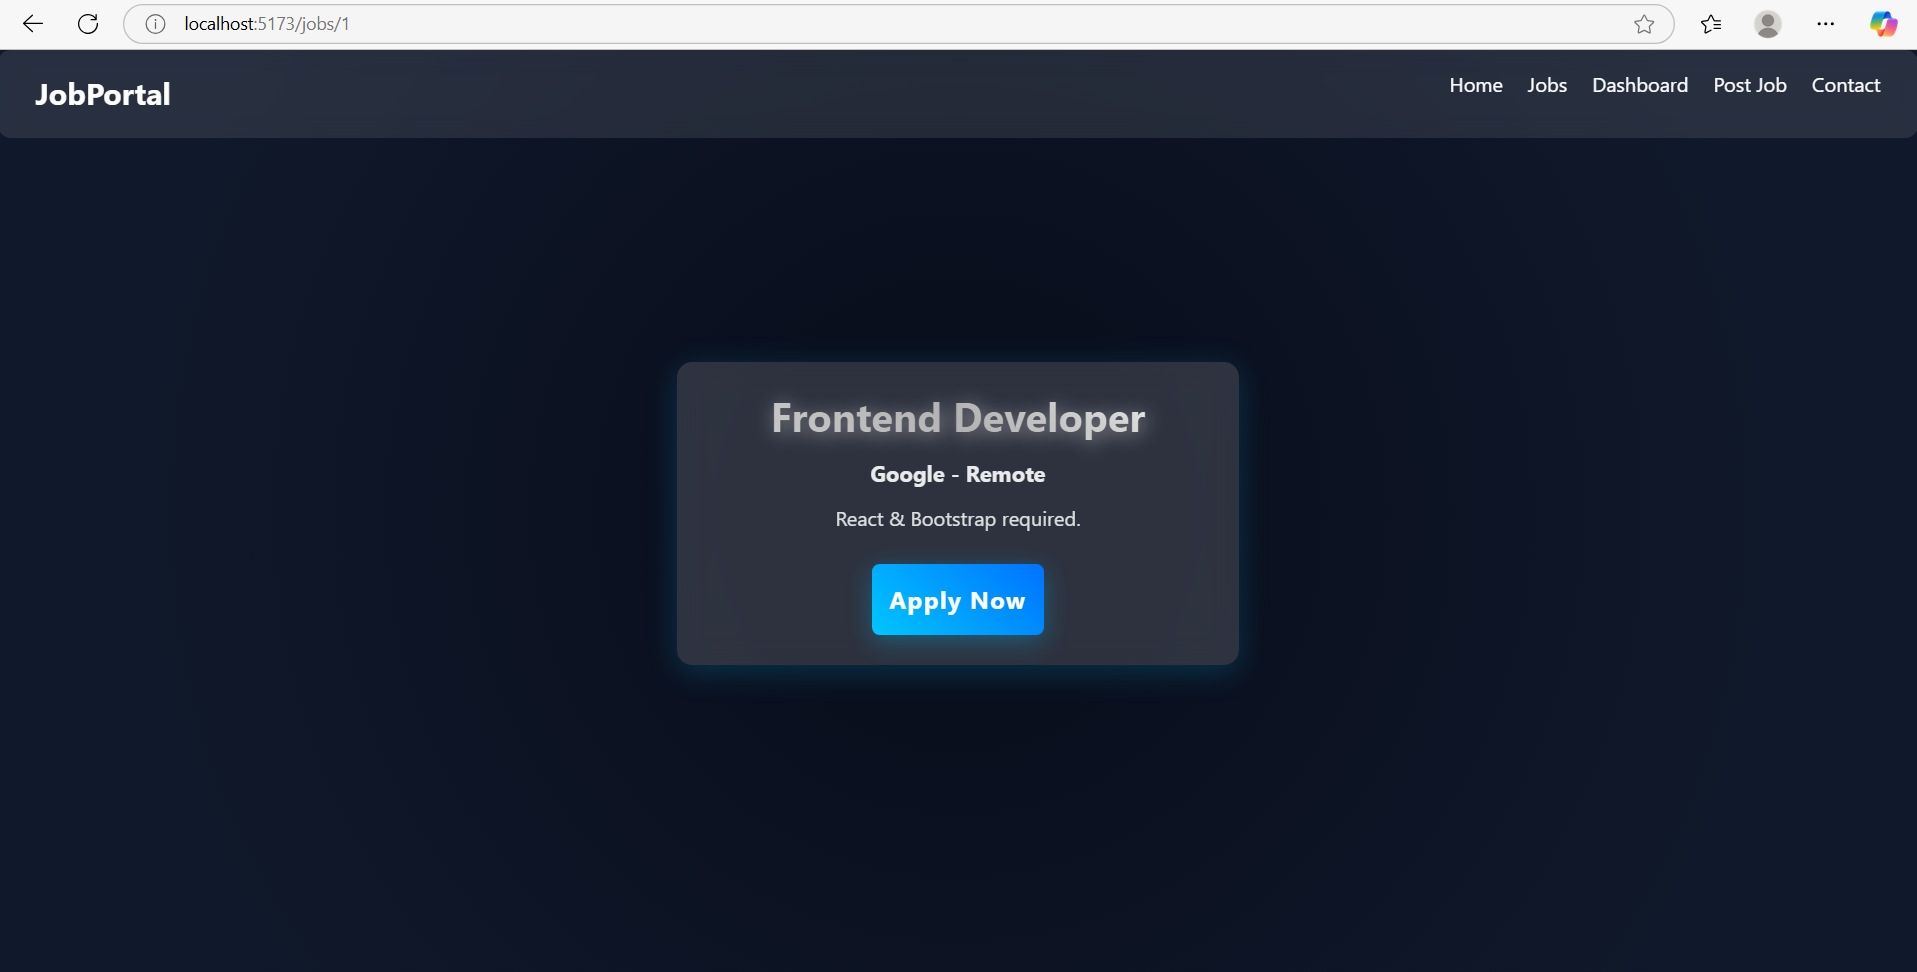 localhost:5173/jobs/1
JobPortal
Home Jobs Dashboard Post Job Contact
Frontend Developer
Google - Remote
React & Bootstrap required.
Apply Now